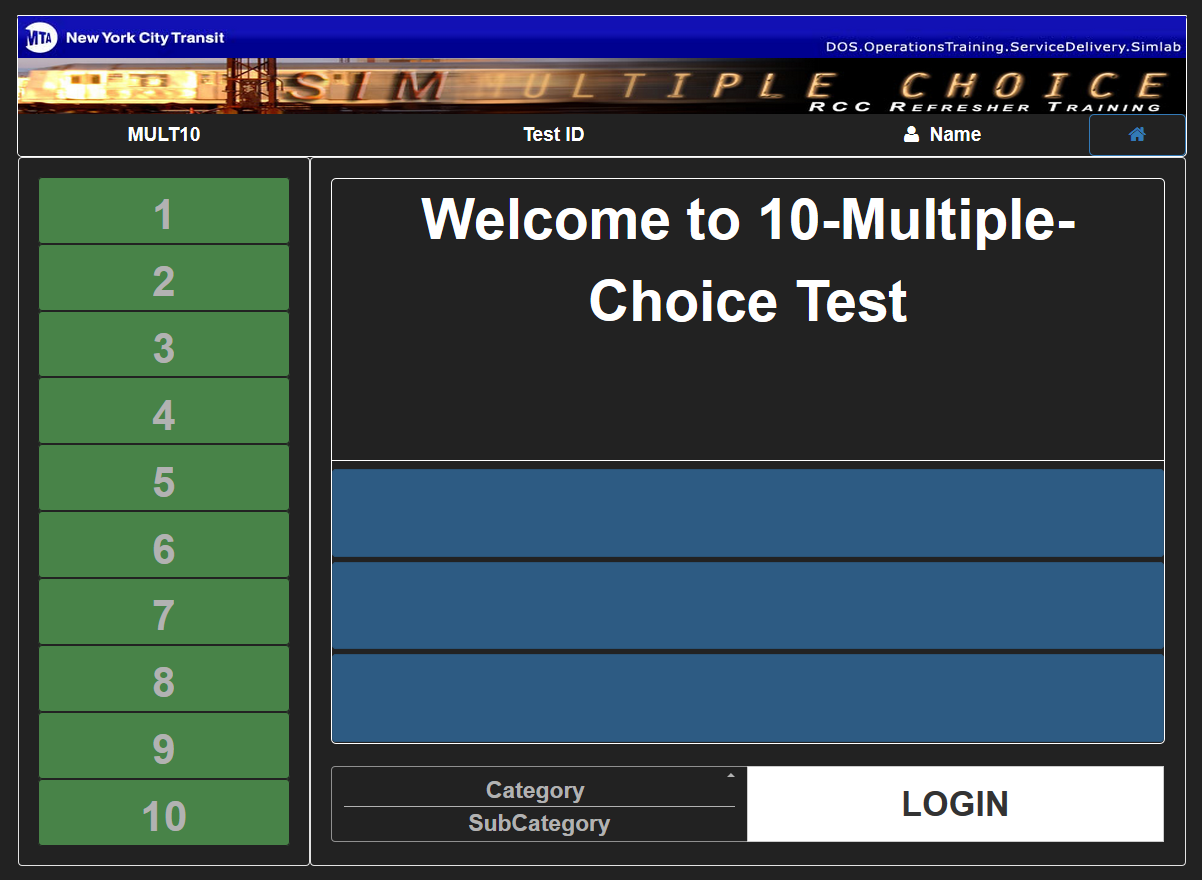 MTA New York City Transit
DOS.OperationsTraining.ServiceDelivery.Simlab
SIM MULTIPLE CHOICE
RCC REFRESHER TRAINING
MULT10 Test ID Name
1
2
3
4
5
6
7
8
9
10
Welcome to 10-Multiple-
Choice Test
Category
SubCategory
LOGIN